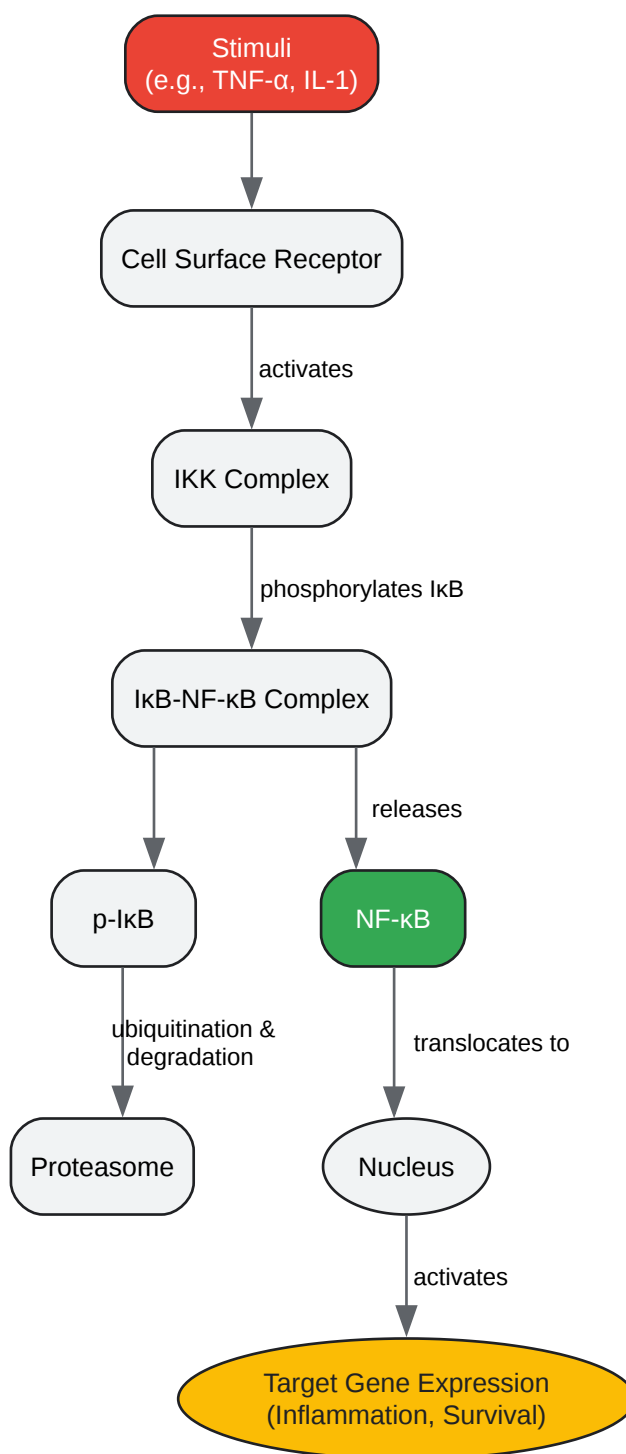 Stimuli
(e.g., TNF-α, IL-1)
Cell Surface Receptor
activates
IKK Complex
phosphorylates IκB
IκB-NF-κB Complex
releases
p-IκB
NF-κB
ubiquitination &
degradation
translocates to
Proteasome
Nucleus
activates
Target Gene Expression
(Inflammation, Survival)